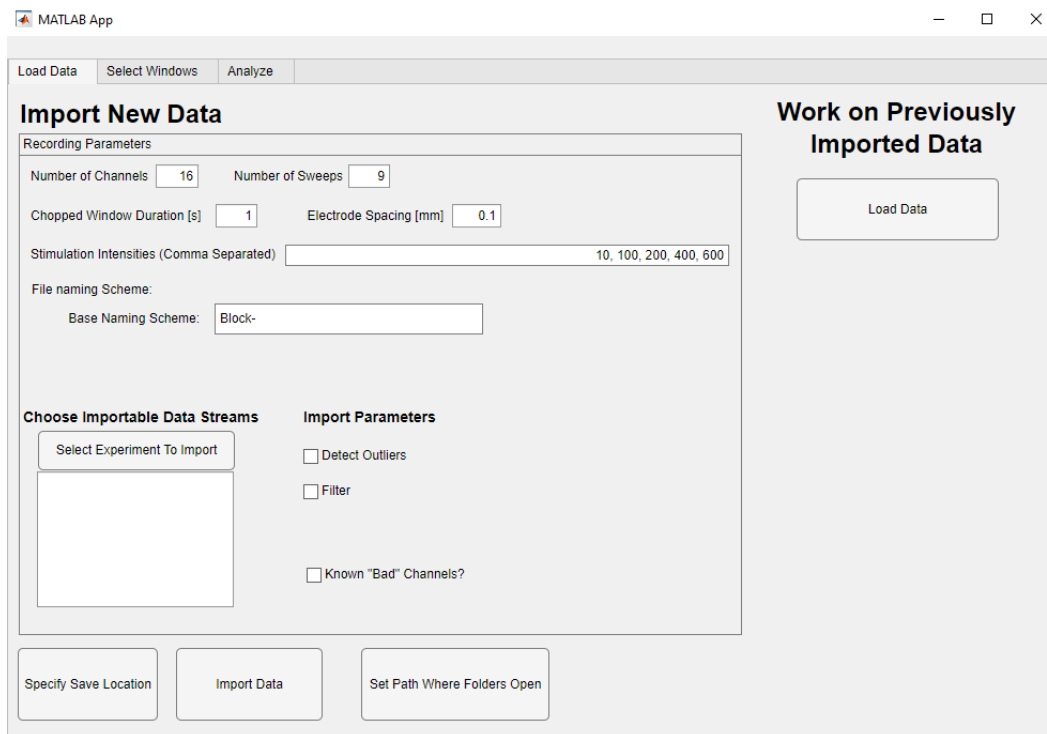 MATLAB App
Load Data Select Windows Analyze
Import New Data
Work on Previously
Imported Data
Recording Parameters
Number of Channels 16 Number of Sweeps 9
Load Data
Chopped Window Duration [s] 1 Electrode Spacing [mm] 0.1
Stimulation Intensities (Comma Separated) 10, 100, 200, 400, 600
File naming Scheme:
Base Naming Scheme: Block-
Choose Importable Data Streams Import Parameters
Select Experiment To Import
Detect Outliers
Filter
Known "Bad" Channels?
Specify Save Location Import Data Set Path Where Folders Open